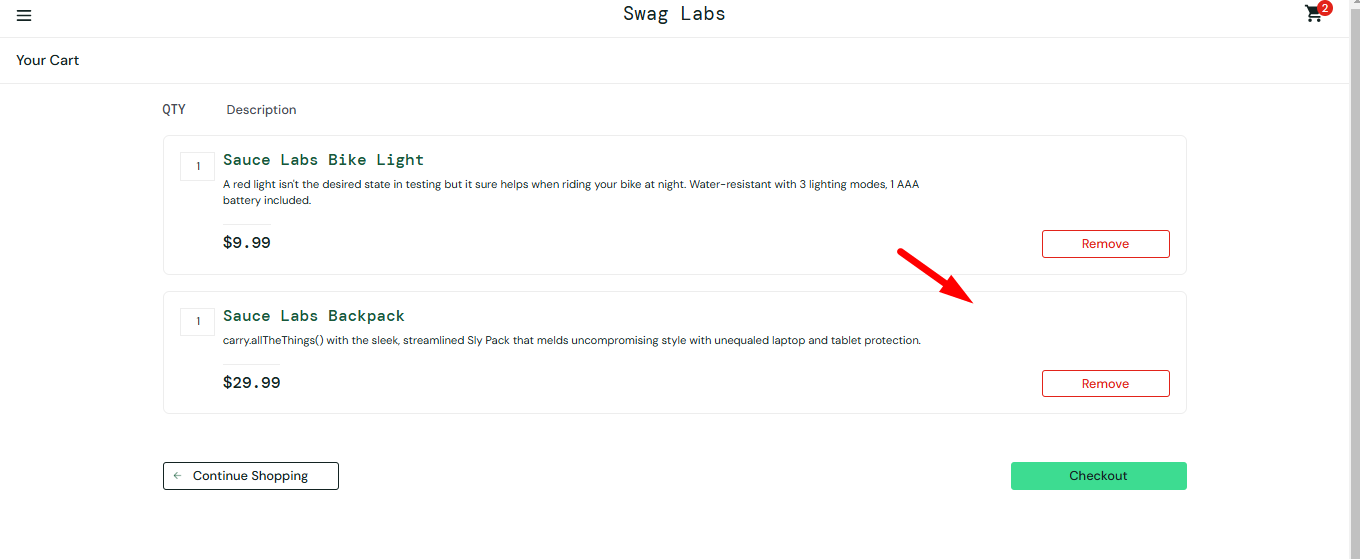 Swag Labs
2
Your Cart
QTY Description
1
Sauce Labs Bike Light
A red light isn't the desired state in testing but it sure helps when riding your bike at night. Water-resistant with 3 lighting modes, 1 AAA
battery included.
$9.99
Remove
1
Sauce Labs Backpack
carry.allTheThings() with the sleek, streamlined Sly Pack that melds uncompromising style with unequaled laptop and tablet protection.
$29.99
Remove
Continue Shopping
Checkout